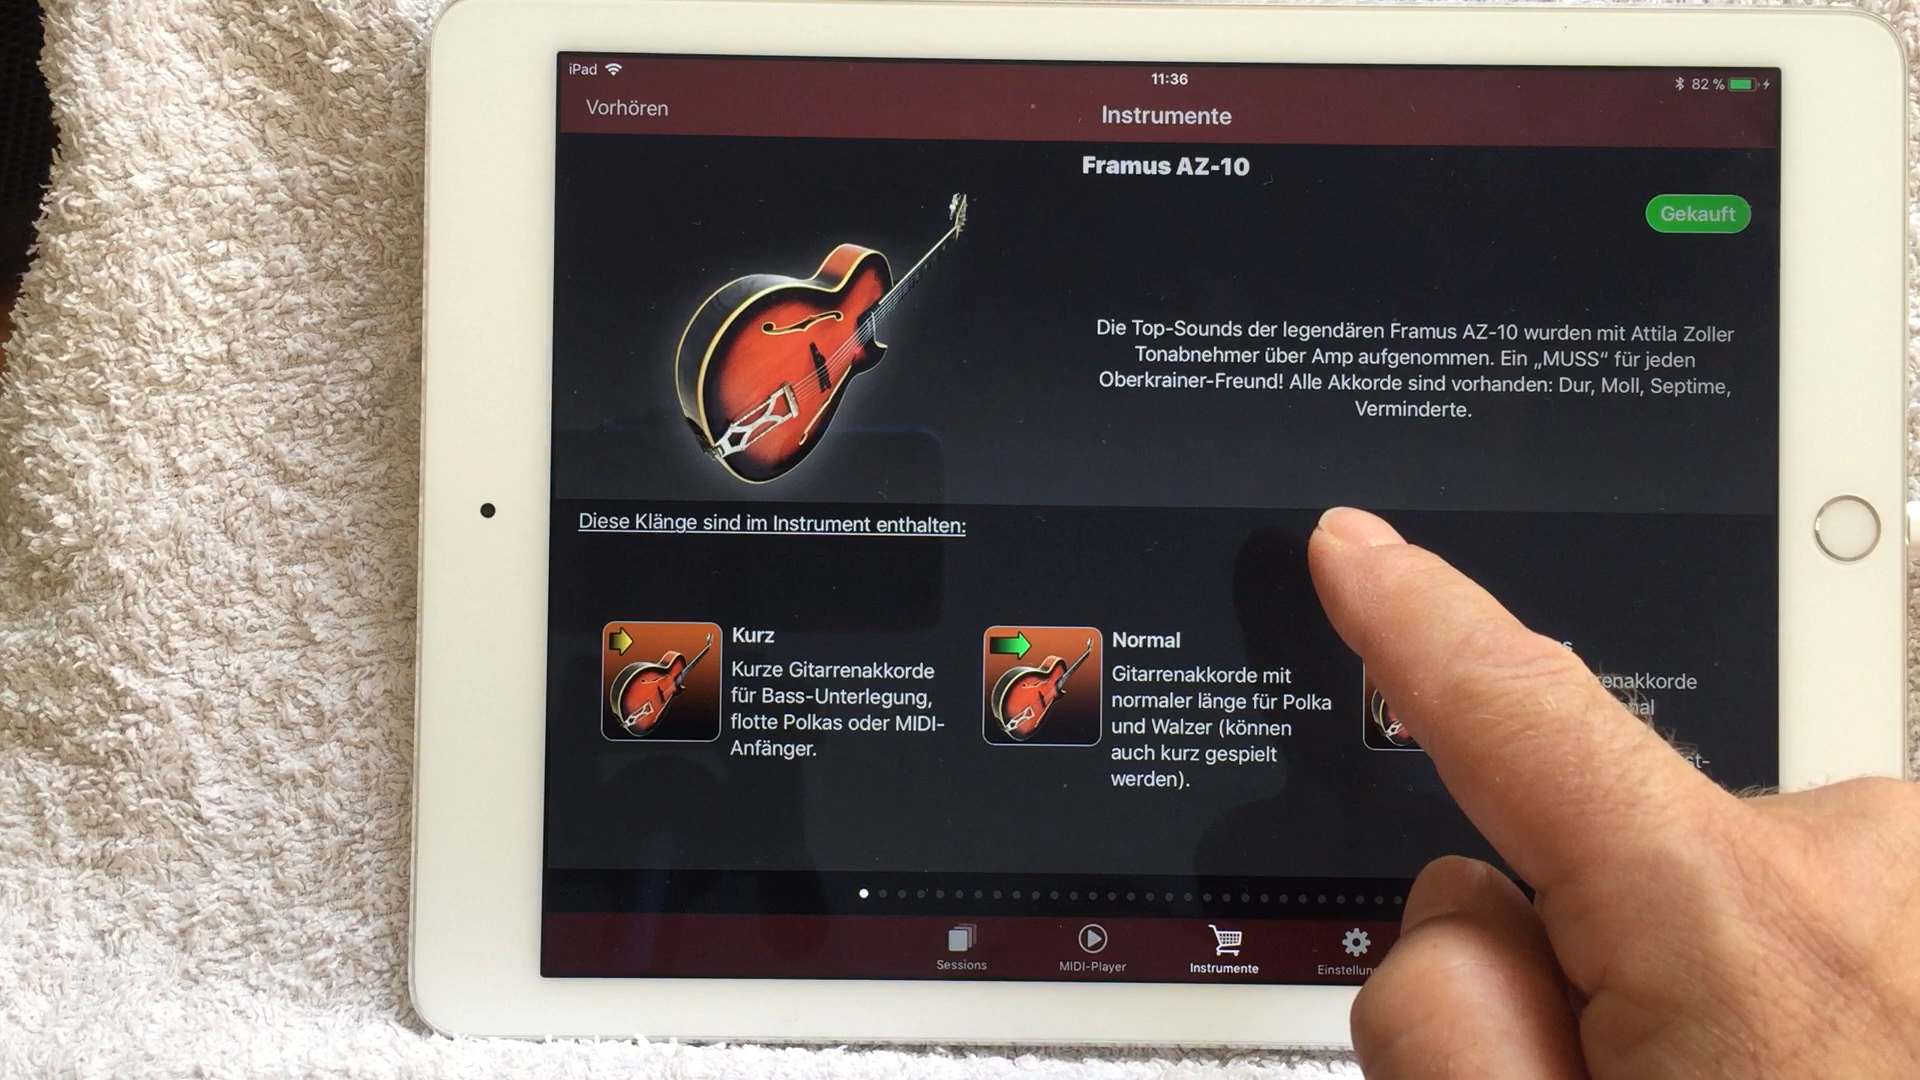 iPad
11:36
82 %
Vorhören
Instrumente
Framus AZ-10
Gekauft
Die Top-Sounds der legendären Framus AZ-10 wurden mit Attila Zoller
Tonabnehmer über Amp aufgenommen. Ein „MUSS“ für jeden
Oberkrainer-Freund! Alle Akkorde sind vorhanden: Dur, Moll, Septime,
Verminderte.
Diese Klänge sind im Instrument enthalten:
Kurz
Kurze Gitarrenakkorde
für Bass-Unterlegung,
flotte Polkas oder MIDI-
Anfänger.
Normal
Gitarrenakkorde mit
normaler länge für Polka
und Walzer (können
auch kurz gespielt
werden).
Sessions
MIDI-Player
Instrumente